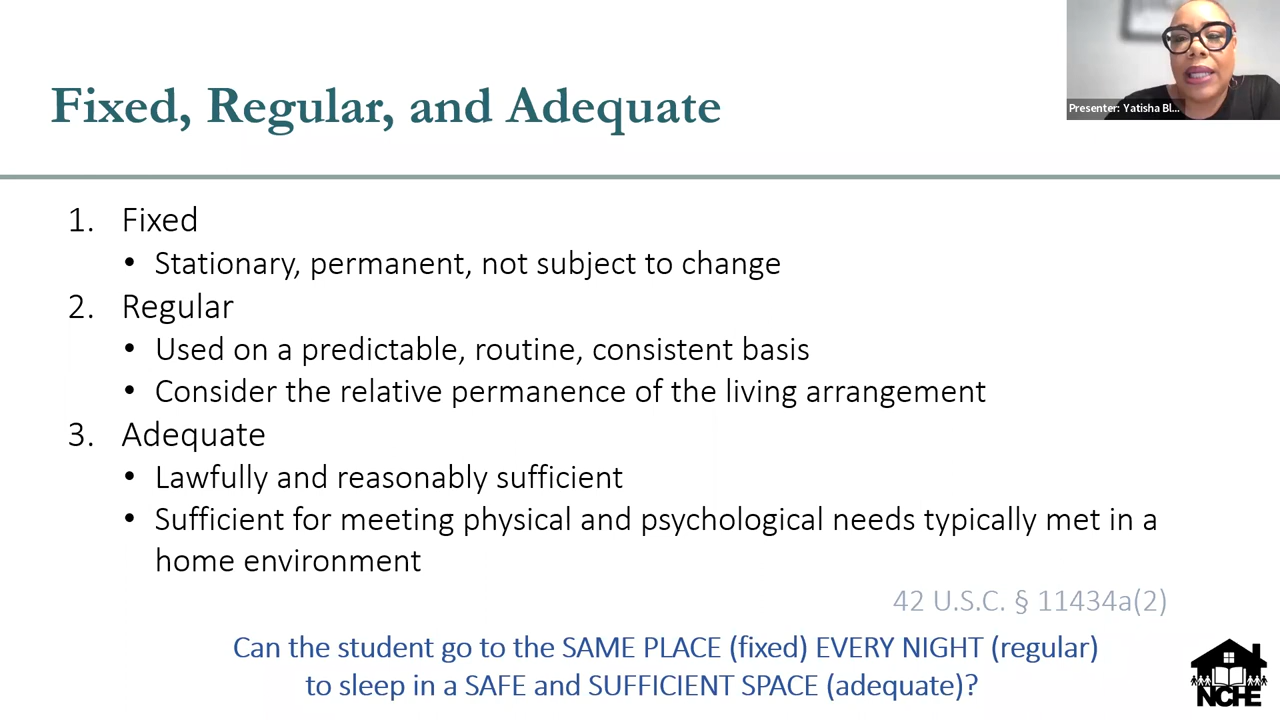 Fixed, Regular, and Adequate
Presenter: Yatisha Bl...
1. Fixed
• Stationary, permanent, not subject to change
2. Regular
• Used on a predictable, routine, consistent basis
• Consider the relative permanence of the living arrangement
3. Adequate
• Lawfully and reasonably sufficient
• Sufficient for meeting physical and psychological needs typically met in a
home environment
42 U.S.C. § 11434a(2)
Can the student go to the SAME PLACE (fixed) EVERY NIGHT (regular)
to sleep in a SAFE and SUFFICIENT SPACE (adequate)?
NCHE